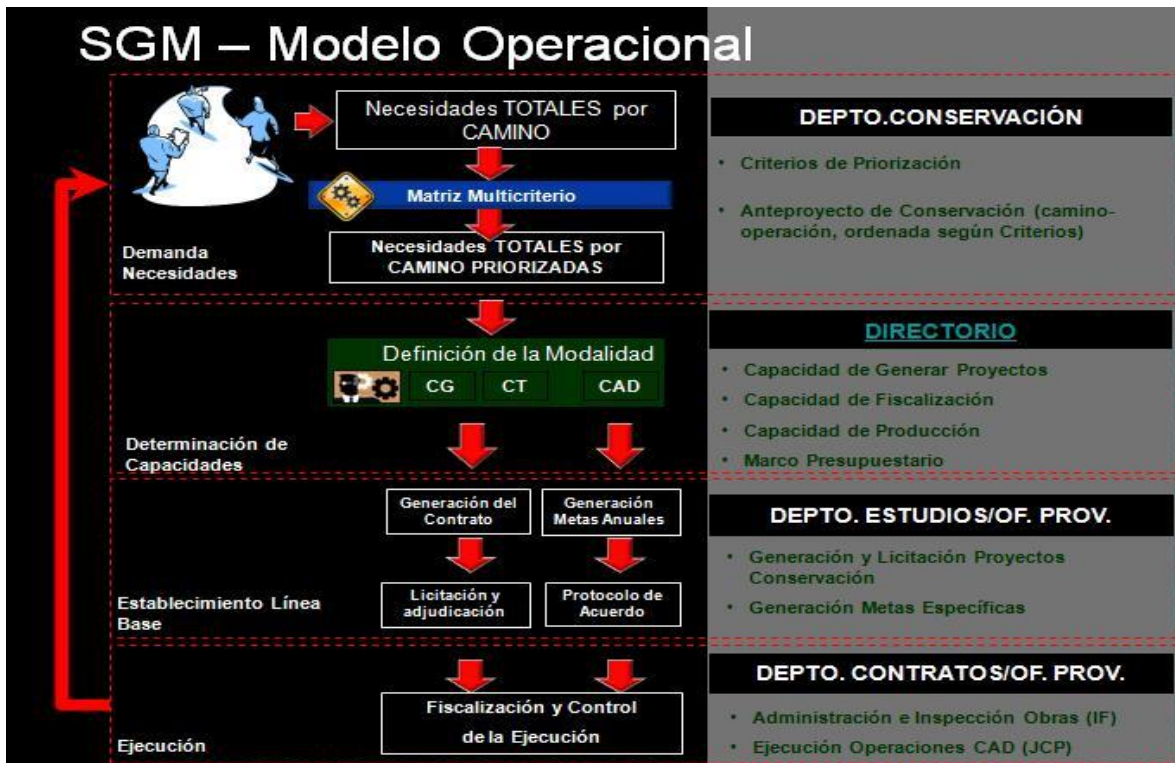 SGM – Modelo Operacional
Necesidades TOTALES por
CAMINO
Matriz Multicriterio
Necesidades TOTALES por
CAMINO PRIORIZADAS
Demanda
Necesidades
DEPTO.CONSERVACIÓN
• Criterios de Priorización
• Anteproyecto de Conservación (camino-
operación, ordenada según Criterios)
Definición de la Modalidad
CG CT CAD
Determinación de
Capacidades
DIRECTORIO
• Capacidad de Generar Proyectos
• Capacidad de Fiscalización
• Capacidad de Producción
• Marco Presupuestario
Generación del
Contrato
Generación
Metas Anuales
Licitación y
adjudicación
Protocolo de
Acuerdo
Establecimiento Línea
Base
DEPTO. ESTUDIOS/OF. PROV.
• Generación y Licitación Proyectos
Conservación
• Generación Metas Específicas
Fiscalización y Control
de la Ejecución
Ejecución
DEPTO. CONTRATOS/OF. PROV.
• Administración e Inspección Obras (IF)
• Ejecución Operaciones CAD (JCP)